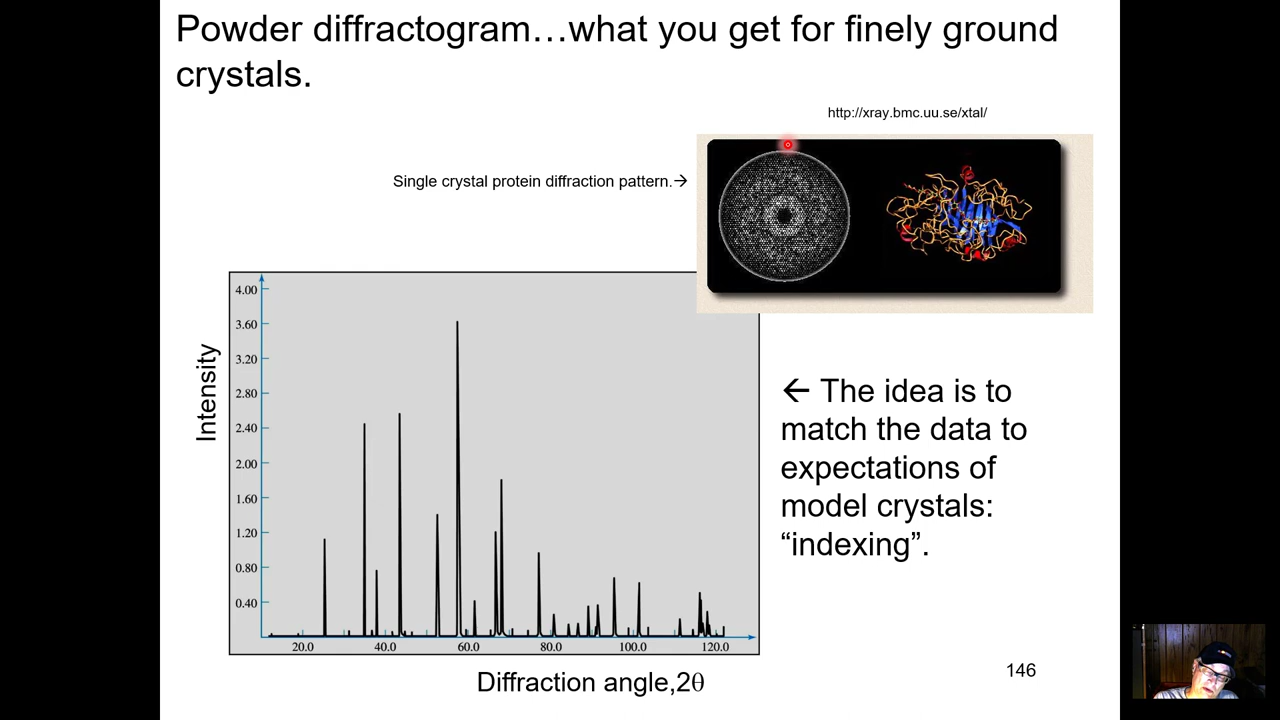 Powder diffractogram…what you get for finely ground
crystals.
http://xray.bmc.uu.se/xtal/
Single crystal protein diffraction pattern.→
4.00
3.60
3.20
2.80
2.40
2.00
1.60
1.20
0.80
0.40
Intensity
20.0 40.0 60.0 80.0 100.0 120.0
Diffraction angle,2θ
← The idea is to
match the data to
expectations of
model crystals:
“indexing”.
146